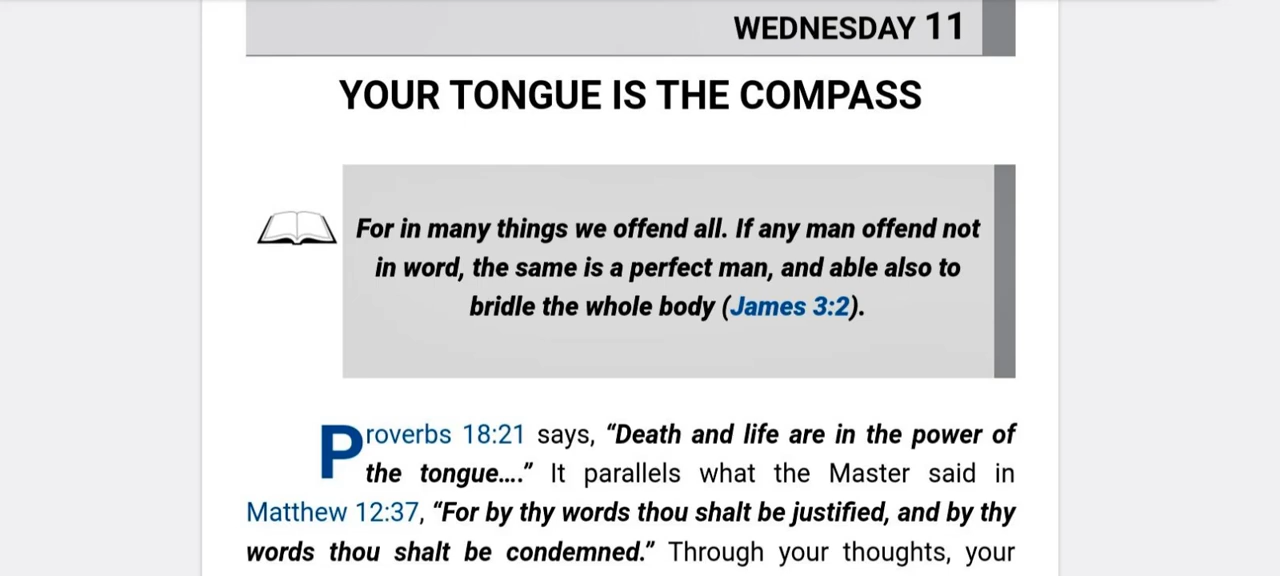 WEDNESDAY 11
YOUR TONGUE IS THE COMPASS
For in many things we offend all. If any man offend not
in word, the same is a perfect man, and able also to
bridle the whole body (James 3:2).
Proverbs 18:21 says, “Death and life are in the power of
the tongue....” It parallels what the Master said in
Matthew 12:37, “For by thy words thou shalt be justified, and by thy
words thou shalt be condemned.” Through your thoughts, your